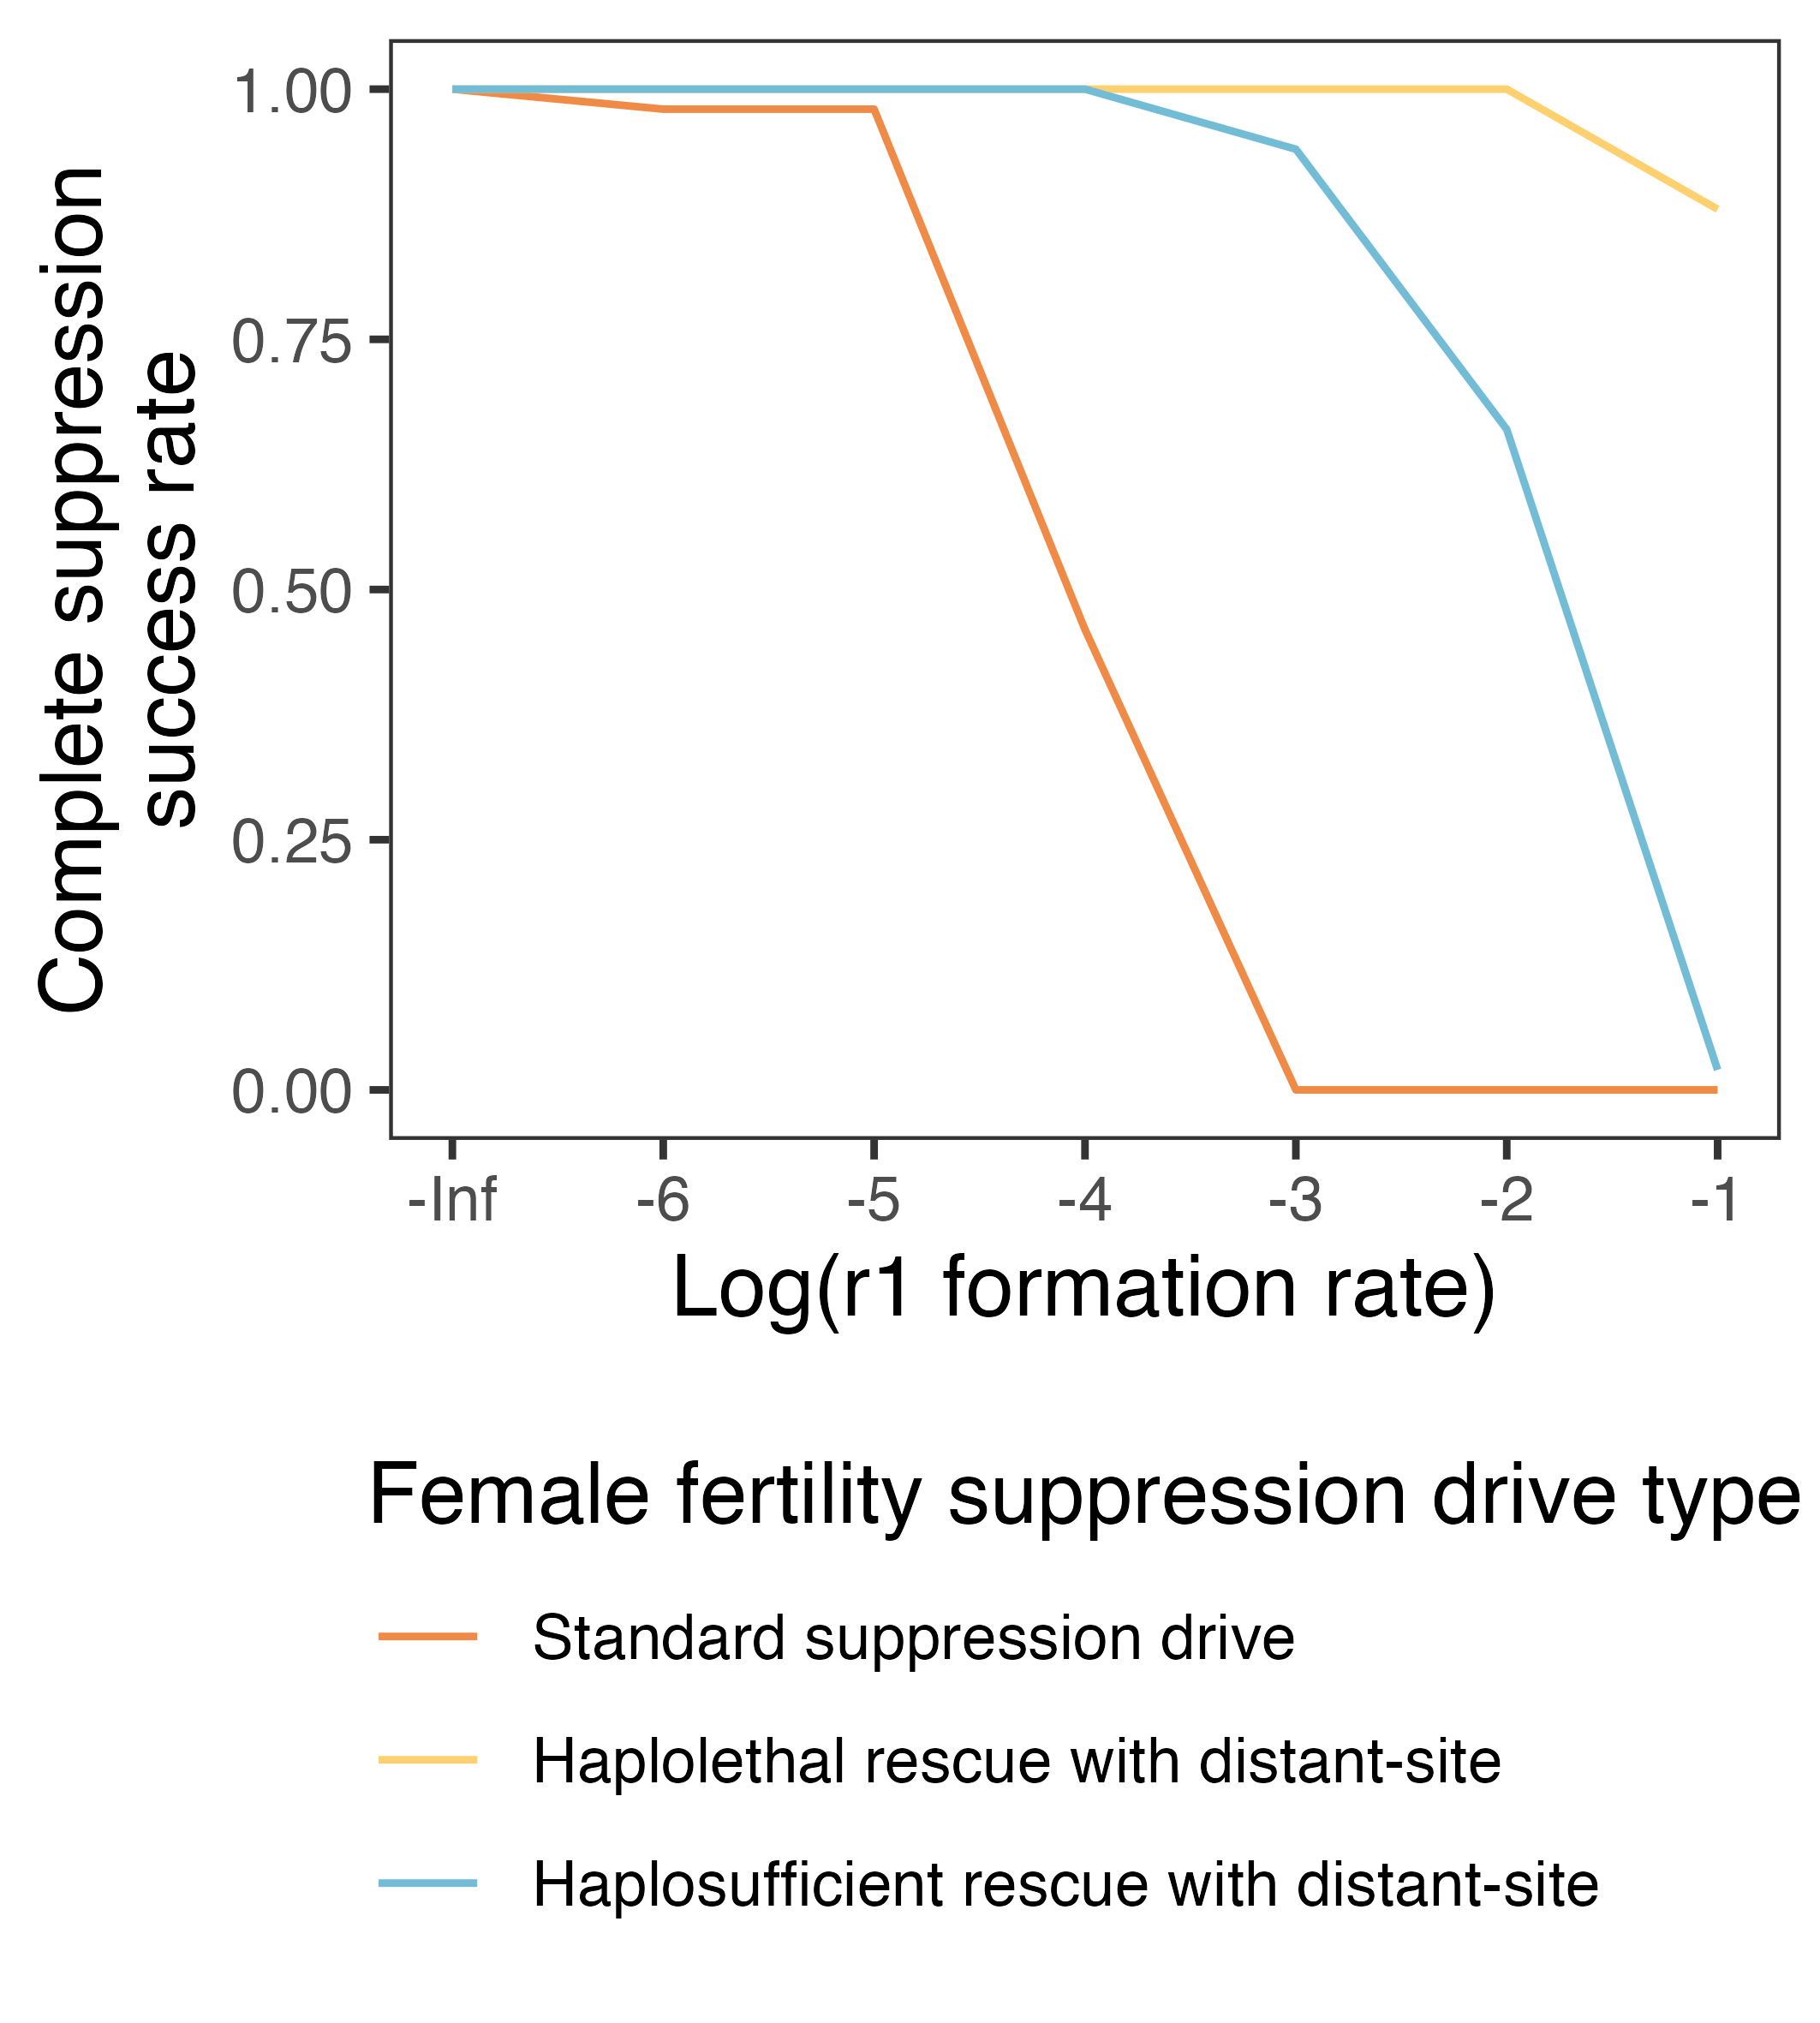 Complete suppression
success rate
1.00
0.75
0.50
0.25
0.00
-Inf -6 -5 -4 -3 -2 -1
Log(r1 formation rate)
Female fertility suppression drive type
Standard suppression drive
Haplolethal rescue with distant-site
Haplosufficient rescue with distant-site